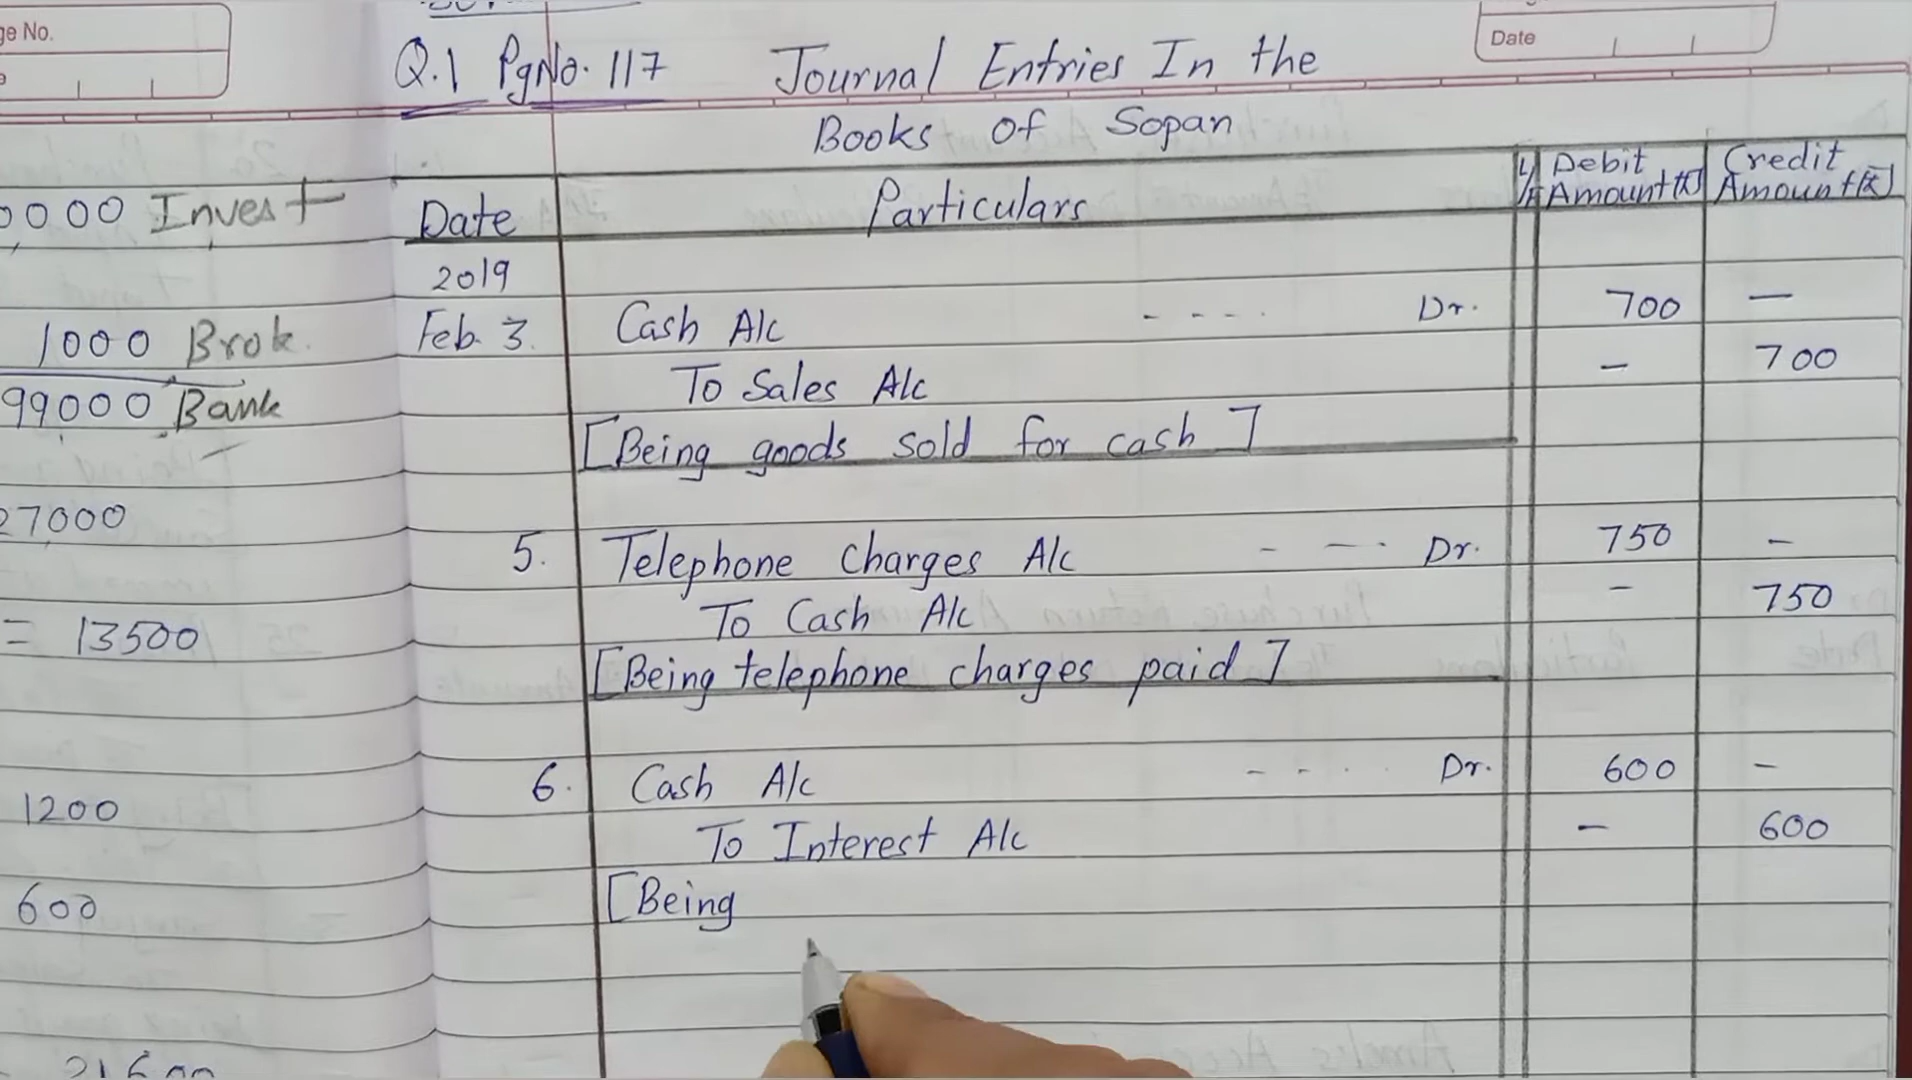 ge No.
Date
Q.1 PgNo. 117 Journal Entries In the
Books of Sopan
0000 Invest
1000 Brok.
99000 Bank
27000
= 13500
1200
600
Date Particulars L/F Debit Amount(₹) Credit Amount(₹)
2019
Feb. 3. Cash A/c - - - - Dr. 700 —
To Sales A/c — 700
[Being goods sold for cash]
5. Telephone Charges A/c - - - Dr. 750 —
To Cash A/c - 750
[Being telephone charges paid]
6. Cash A/c - - - - Dr. 600 -
To Interest A/c - 600
[Being